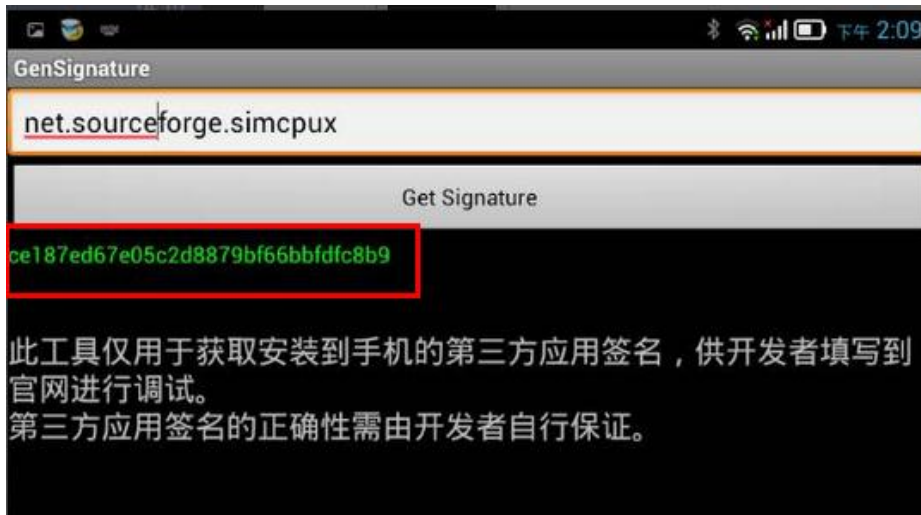 下午 2:09
GenSignature
net.sourceforge.simcpux
Get Signature
ce187ed67e05c2d8879bf66bbfdfc8b9
此工具仅用于获取安装到手机的第三方应用签名，供开发者填写到
官网进行调试。
第三方应用签名的正确性需由开发者自行保证。